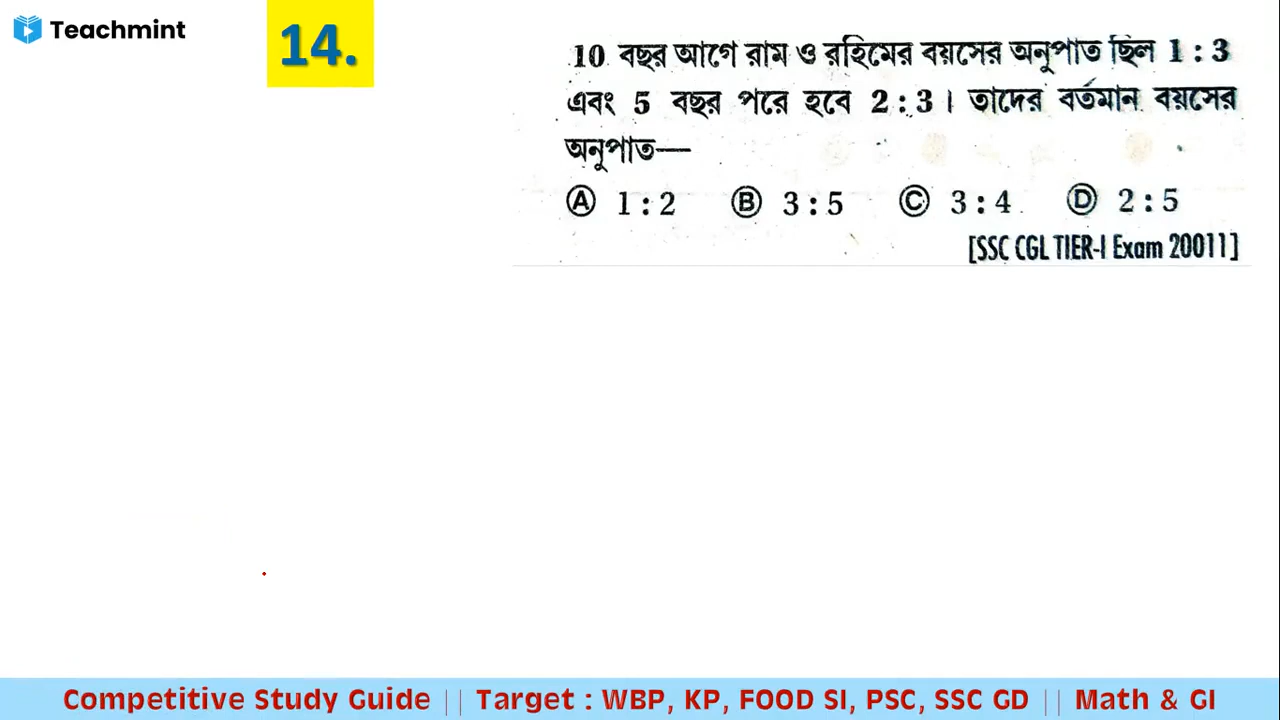 Teachmint
14.
10 বছর আগে রাম ও রহিমের বয়সের অনুপাত ছিল 1 : 3
এবং 5 বছর পরে হবে 2 : 3। তাদের বর্তমান বয়সের
অনুপাত—
Ⓐ 1 : 2 Ⓑ 3 : 5 Ⓒ 3 : 4 Ⓓ 2 : 5
[SSC CGL TIER-I Exam 20011]
Competitive Study Guide || Target : WBP, KP, FOOD SI, PSC, SSC GD || Math & GI